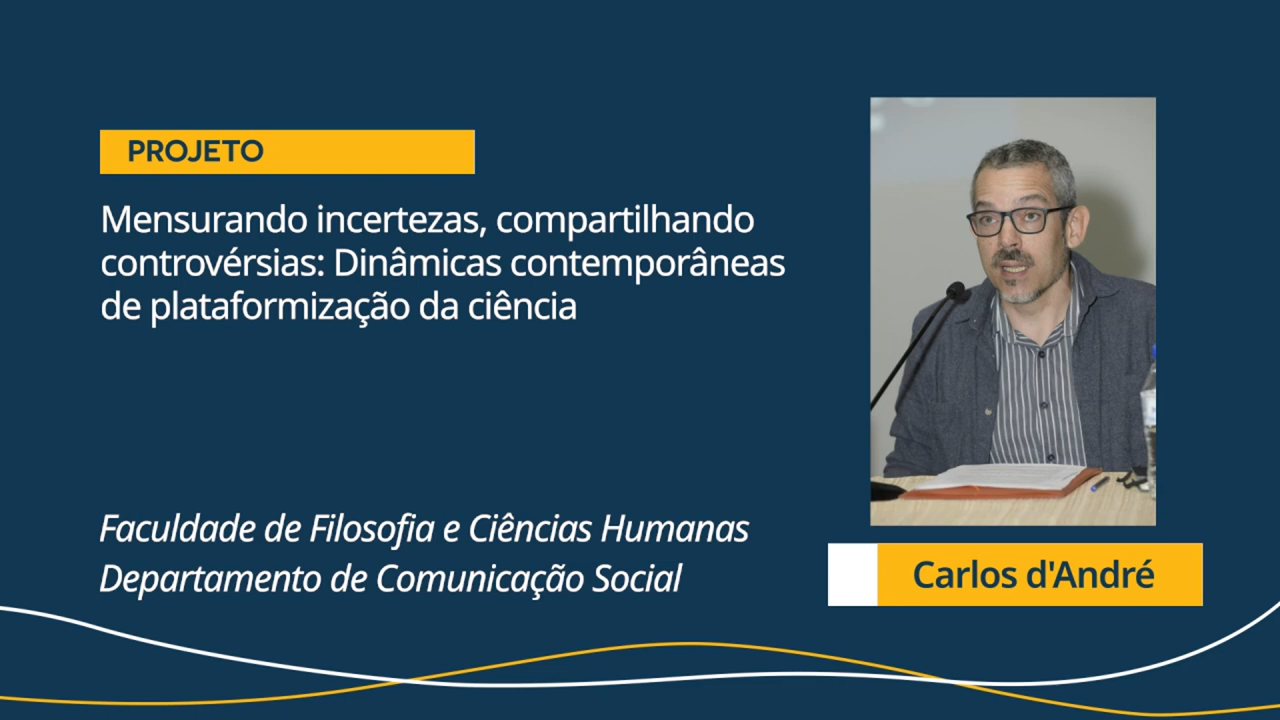 PROJETO
Mensurando incertezas, compartilhando
controvérsias: Dinâmicas contemporâneas
de plataformização da ciência
Faculdade de Filosofia e Ciências Humanas
Departamento de Comunicação Social
Carlos d'André